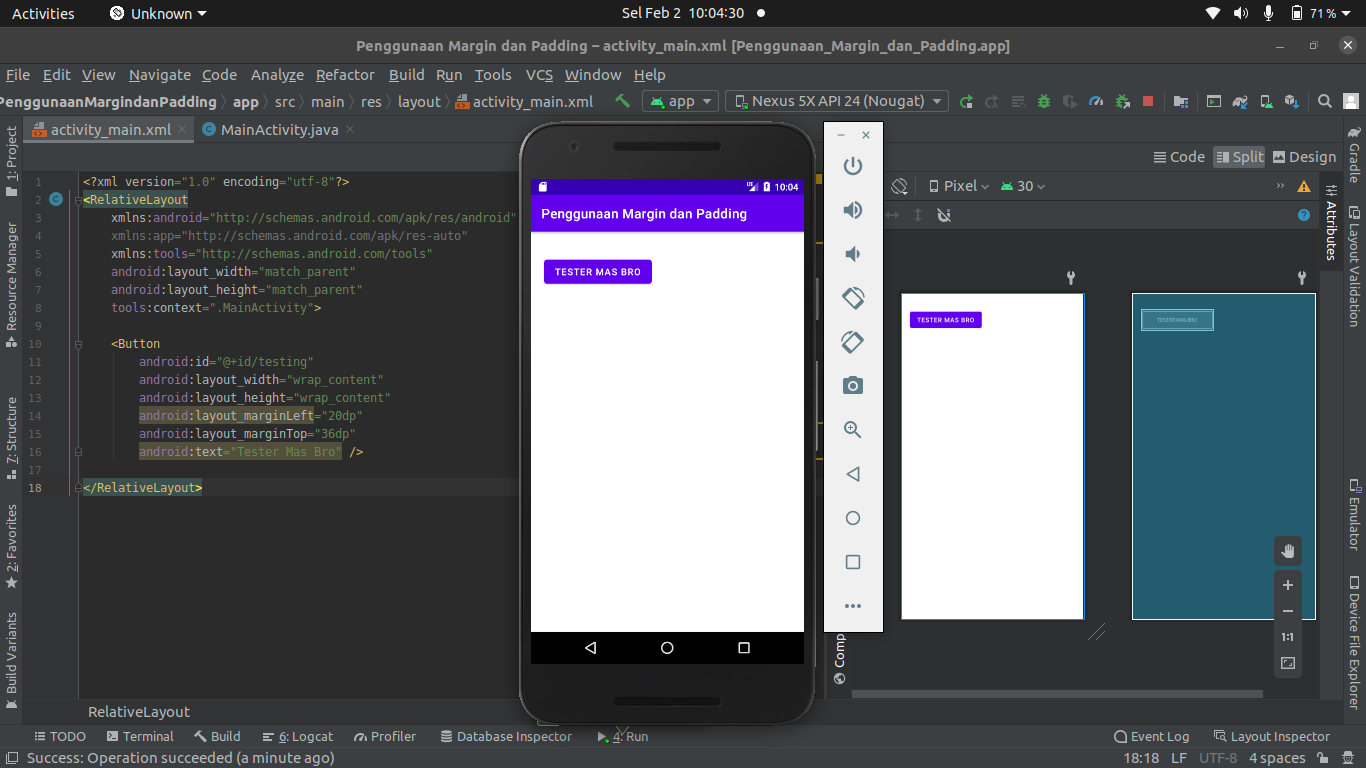 Activities
Unknown
Sel Feb 2 10:04:30
71 %
Penggunaan Margin dan Padding – activity_main.xml [Penggunaan_Margin_dan_Padding.app]
File Edit View Navigate Code Analyze Refactor Build Run Tools VCS Window Help
PenggunaanMargindanPadding app src main res layout activity_main.xml
app
Nexus 5X API 24 (Nougat)
activity_main.xml
MainActivity.java
Code Split Design
Pixel
30
1: Project
Resource Manager
7: Structure
2: Favorites
Build Variants
1 <?xml version="1.0" encoding="utf-8"?>
2 <RelativeLayout
3 xmlns:android="http://schemas.android.com/apk/res/android"
4 xmlns:app="http://schemas.android.com/apk/res-auto"
5 xmlns:tools="http://schemas.android.com/tools"
6 android:layout_width="match_parent"
7 android:layout_height="match_parent"
8 tools:context=".MainActivity">
9
10 <Button
11 android:id="@+id/testing"
12 android:layout_width="wrap_content"
13 android:layout_height="wrap_content"
14 android:layout_marginLeft="20dp"
15 android:layout_marginTop="36dp"
16 android:text="Tester Mas Bro" />
17
18 </RelativeLayout>
10:04
Penggunaan Margin dan Padding
TESTER MAS BRO
TESTER MAS BRO
TESTER MAS BRO
1:1
Comp
Gradle
Attributes
Layout Validation
Emulator
Device File Explorer
RelativeLayout
TODO Terminal Build 6: Logcat Profiler Database Inspector 4: Run Event Log Layout Inspector
Success: Operation succeeded (a minute ago)
18:18 LF UTF-8 4 spaces